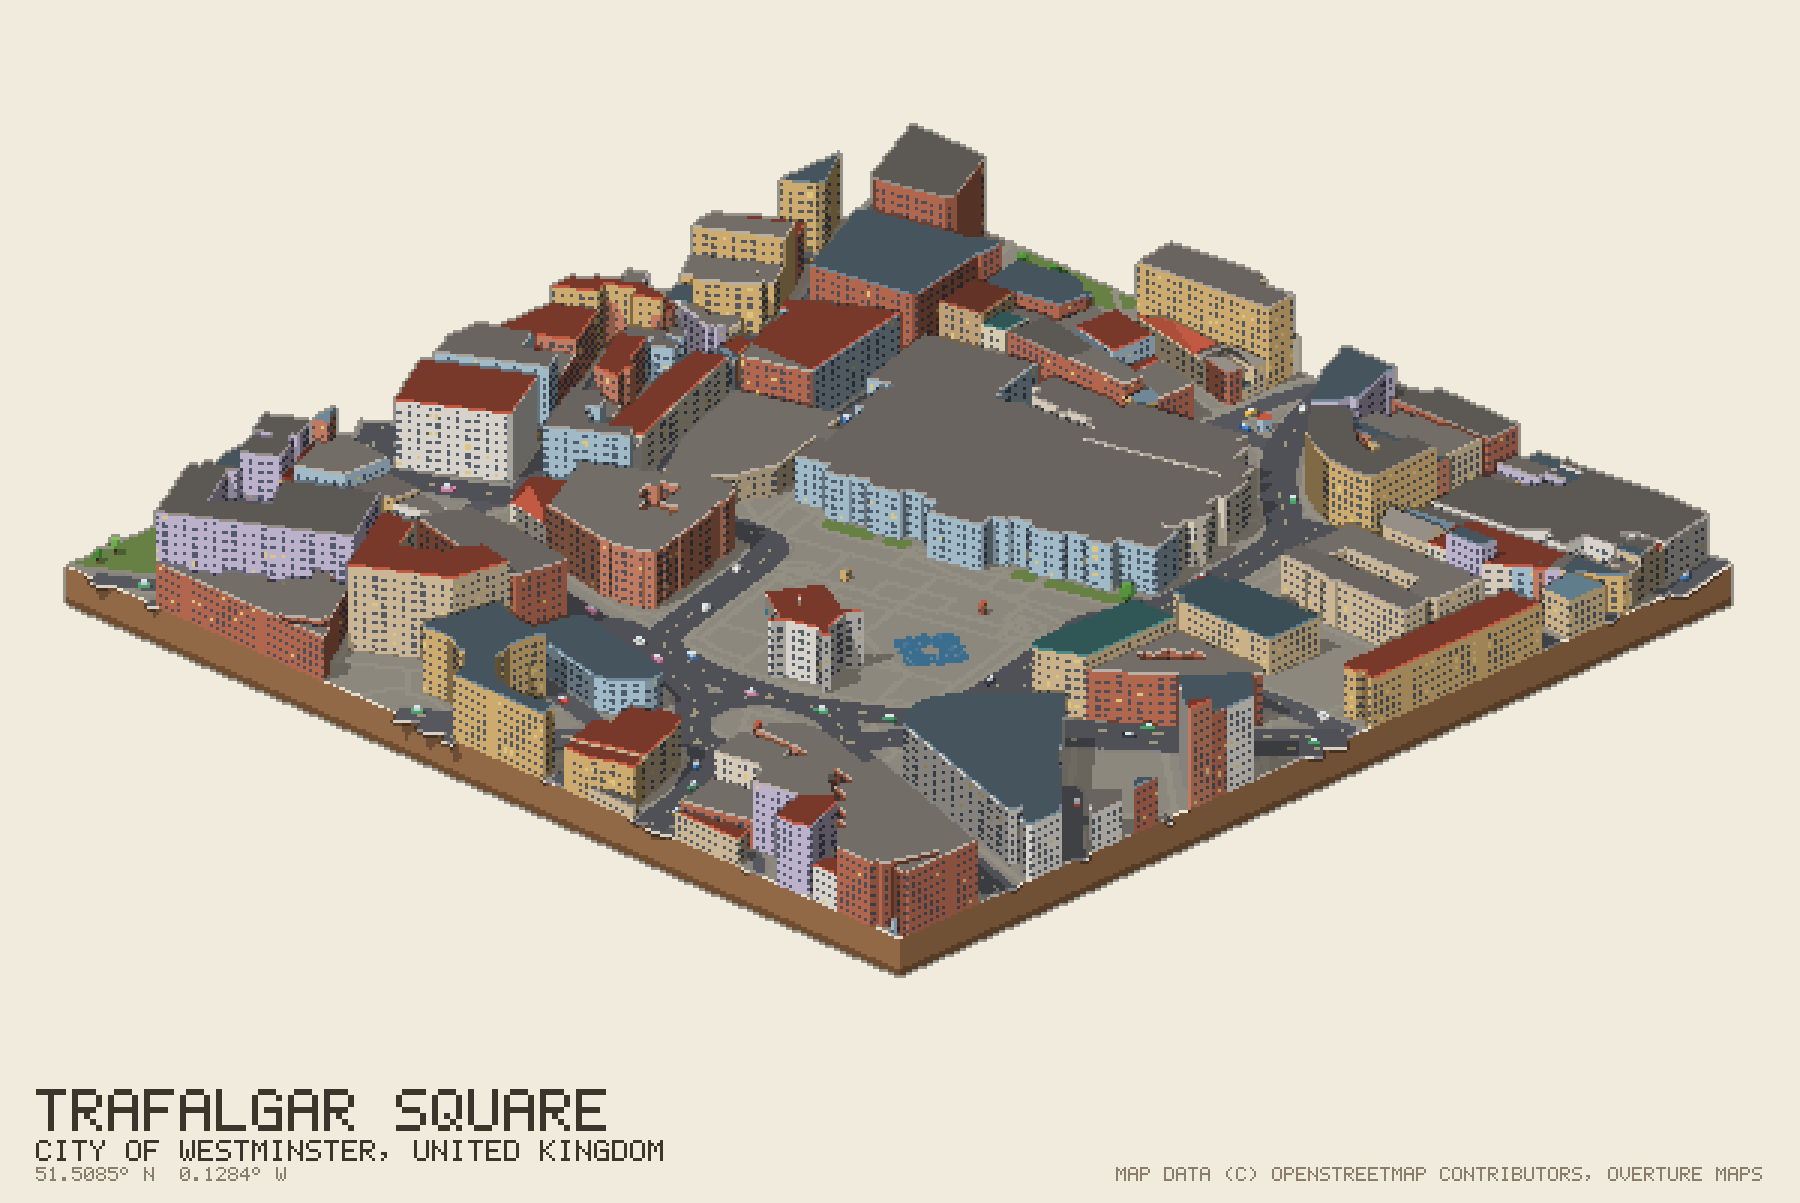 TRAFALGAR SQUARE
CITY OF WESTMINSTER, UNITED KINGDOM
51.5085° N  0.1284° W
MAP DATA (C) OPENSTREETMAP CONTRIBUTORS, OVERTURE MAPS